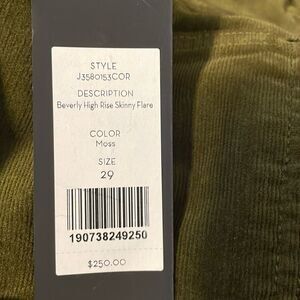 STYLE
J3580153COR
DESCRIPTION
Beverly High Rise Skinny Flare
COLOR
Moss
SIZE
29
190738249250
$250.00